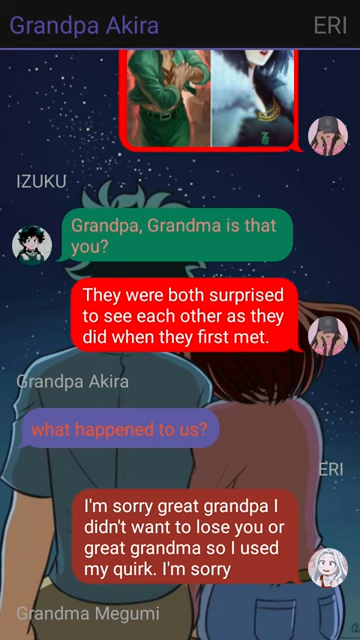 Grandpa Akira ERI
IZUKU
Grandpa, Grandma is that
you?
They were both surprised
to see each other as they
did when they first met.
Grandpa Akira
what happened to us?
ERI
I'm sorry great grandpa I
didn't want to lose you or
great grandma so I used
my quirk. I'm sorry
Grandma Megumi